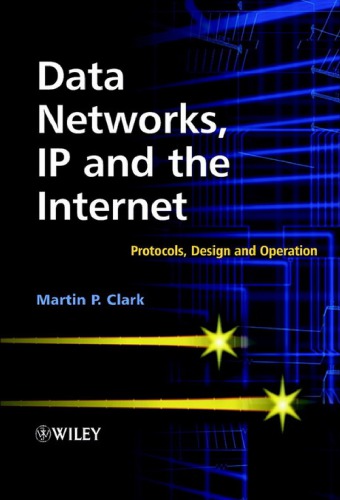 Data
Networks,
IP and the
Internet
Protocols, Design and Operation
Martin P. Clark
WILEY